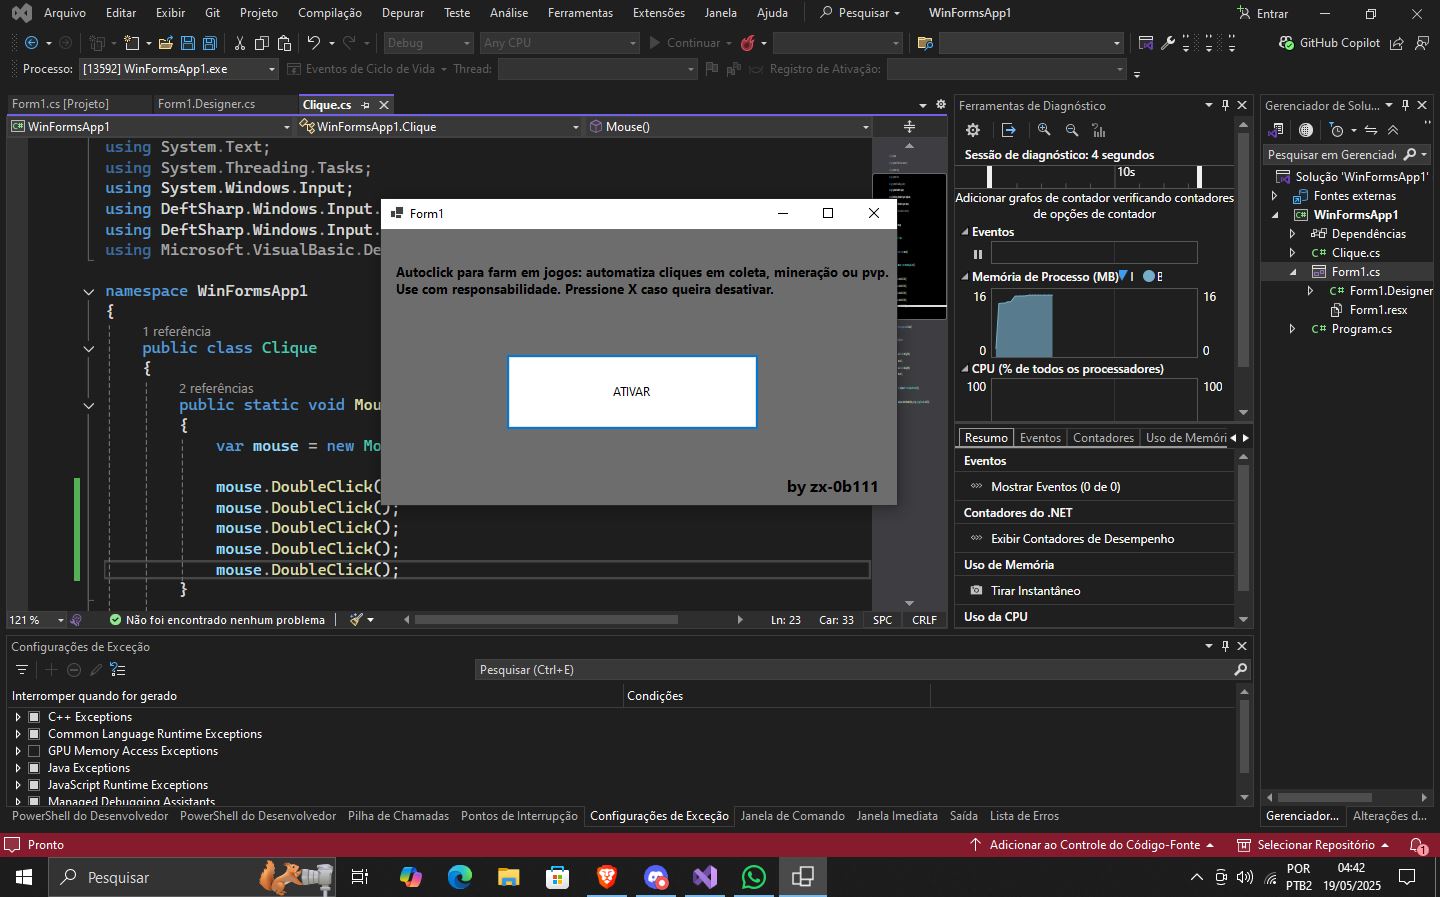 Arquivo Editar Exibir Git Projeto Compilação Depurar Teste Análise Ferramentas Extensões Janela Ajuda Pesquisar WinFormsApp1 Entrar
Debug Any CPU Continuar GitHub Copilot
Processo: [13592] WinFormsApp1.exe Eventos de Ciclo de Vida Thread: Registro de Ativação:
Form1.cs [Projeto] Form1.Designer.cs Clique.cs
WinFormsApp1 WinFormsApp1.Clique Mouse()
using System.Text;
using System.Threading.Tasks;
using System.Windows.Input;
using DeftSharp.Windows.Input.
using DeftSharp.Windows.Input.
using Microsoft.VisualBasic.De
namespace WinFormsApp1
{
1 referência
public class Clique
{
2 referências
public static void Mou
{
var mouse = new Mo
mouse.DoubleClick(
mouse.DoubleClick();
mouse.DoubleClick();
mouse.DoubleClick();
mouse.DoubleClick();
}
121 % Não foi encontrado nenhum problema Ln: 23 Car: 33 SPC CRLF
Form1
Autoclick para farm em jogos: automatiza cliques em coleta, mineração ou pvp.
Use com responsabilidade. Pressione X caso queira desativar.
ATIVAR
by zx-0b111
Ferramentas de Diagnóstico
Sessão de diagnóstico: 4 segundos
10s
Adicionar grafos de contador verificando contadores
de opções de contador
Eventos
Memória de Processo (MB) I B
16 16
0 0
CPU (% de todos os processadores)
100 100
Resumo Eventos Contadores Uso de Memóri
Eventos
Mostrar Eventos (0 de 0)
Contadores do .NET
Exibir Contadores de Desempenho
Uso de Memória
Tirar Instantâneo
Uso da CPU
Gerenciador de Solu...
Pesquisar em Gerenciad
Solução 'WinFormsApp1'
Fontes externas
WinFormsApp1
Dependências
C# Clique.cs
Form1.cs
C# Form1.Designer
Form1.resx
C# Program.cs
Gerenciador... Alterações d...
Configurações de Exceção
Pesquisar (Ctrl+E)
Interromper quando for gerado Condições
C++ Exceptions
Common Language Runtime Exceptions
GPU Memory Access Exceptions
Java Exceptions
JavaScript Runtime Exceptions
Managed Debugging Assistants
PowerShell do Desenvolvedor PowerShell do Desenvolvedor Pilha de Chamadas Pontos de Interrupção Configurações de Exceção Janela de Comando Janela Imediata Saída Lista de Erros
Pronto Adicionar ao Controle do Código-Fonte Selecionar Repositório 1
Pesquisar POR 04:42
PTB2 19/05/2025